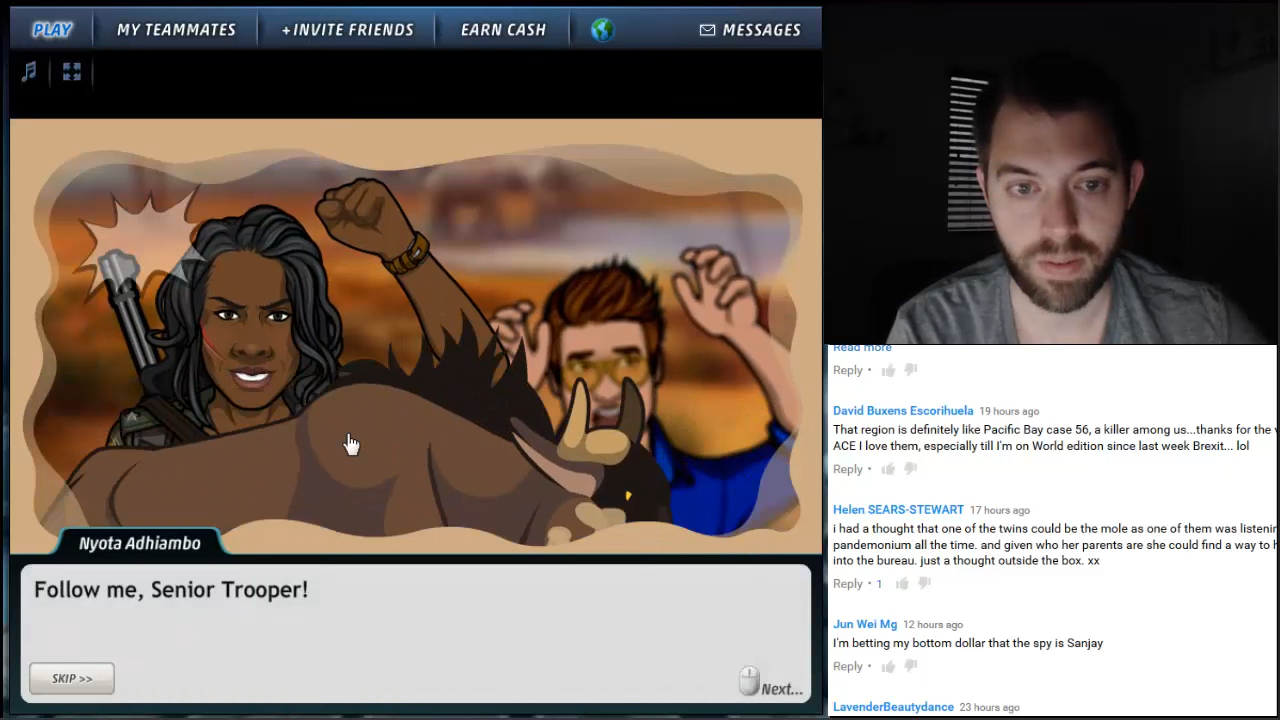 PLAY
MY TEAMMATES
+INVITE FRIENDS
EARN CASH
MESSAGES
Nyota Adhiambo
Follow me, Senior Trooper!
SKIP >>
Next...
Read more
Reply •
David Buxens Escorihuela 19 hours ago
That region is definitely like Pacific Bay case 56, a killer among us...thanks for the
ACE I love them, especially till I'm on World edition since last week Brexit... lol
Reply •
Helen SEARS-STEWART 17 hours ago
i had a thought that one of the twins could be the mole as one of them was listenin
pandemonium all the time. and given who her parents are she could find a way to
into the bureau. just a thought outside the box. xx
Reply • 1
Jun Wei Mg 12 hours ago
I'm betting my bottom dollar that the spy is Sanjay
Reply •
LavenderBeautydance 23 hours ago